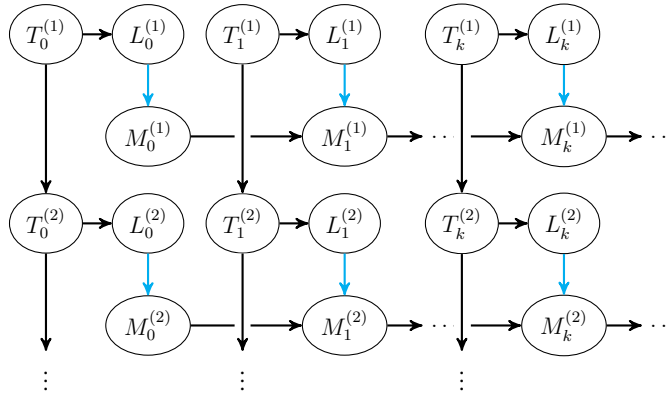 T_0^{(1)} L_0^{(1)} T_1^{(1)} L_1^{(1)} T_k^{(1)} L_k^{(1)}
M_0^{(1)} M_1^{(1)} ... M_k^{(1)} ...
T_0^{(2)} L_0^{(2)} T_1^{(2)} L_1^{(2)} T_k^{(2)} L_k^{(2)}
M_0^{(2)} M_1^{(2)} ... M_k^{(2)} ...
⋮ ⋮ ⋮